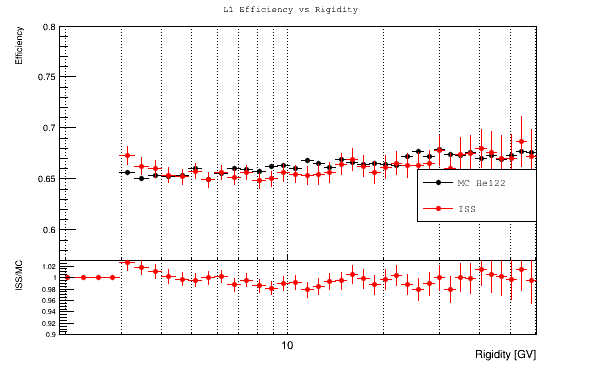 L1 Efficiency vs Rigidity
Efficiency
0.8
0.75
0.7
0.65
0.6
MC He122
ISS
ISS/MC
1.02
1
0.98
0.96
0.94
0.92
0.9
10
Rigidity [GV]